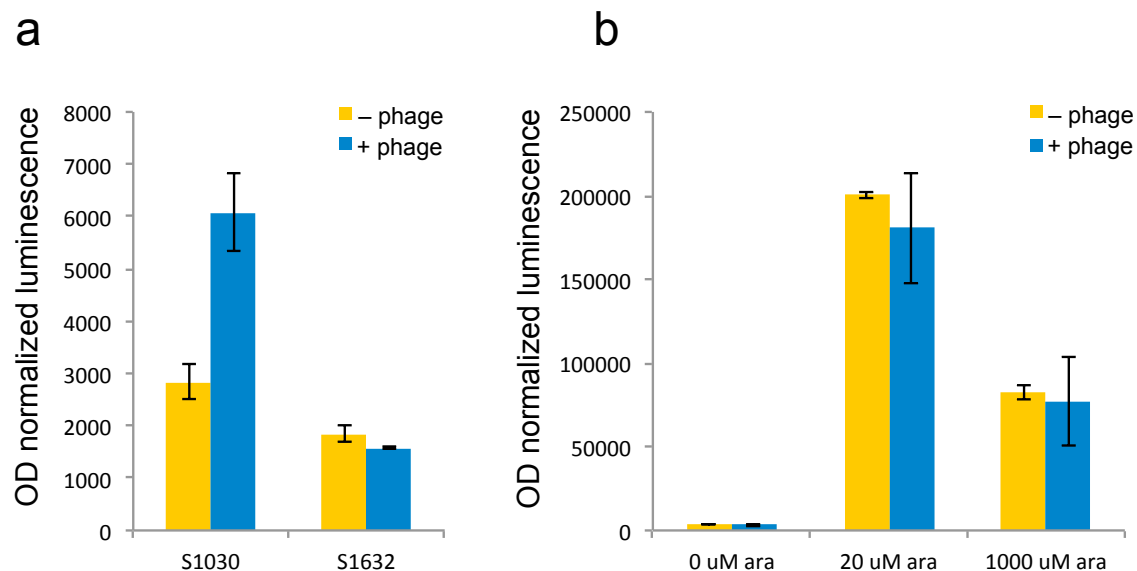 a
OD normalized luminescence
8000
7000
6000
5000
4000
3000
2000
1000
0
– phage
+ phage
S1030
S1632
b
OD normalized luminescence
250000
200000
150000
100000
50000
0
– phage
+ phage
0 uM ara
20 uM ara
1000 uM ara